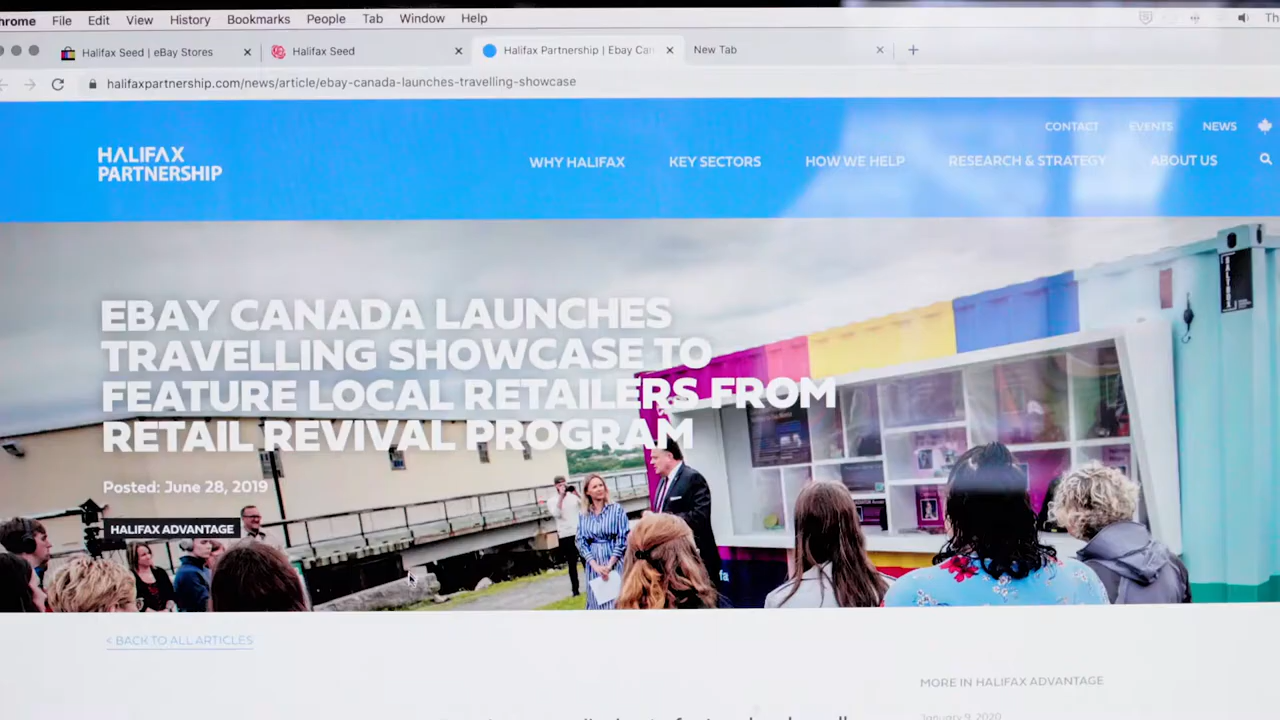 hrome File Edit View History Bookmarks People Tab Window Help
Halifax Seed | eBay Stores
Halifax Seed
Halifax Partnership | Ebay Can
New Tab
halifaxpartnership.com/news/article/ebay-canada-launches-travelling-showcase
CONTACT EVENTS NEWS
HALIFAX
PARTNERSHIP
WHY HALIFAX KEY SECTORS HOW WE HELP RESEARCH & STRATEGY ABOUT US
EBAY CANADA LAUNCHES
TRAVELLING SHOWCASE TO
FEATURE LOCAL RETAILERS FROM
RETAIL REVIVAL PROGRAM
Posted: June 28, 2019
HALIFAX ADVANTAGE
< BACK TO ALL ARTICLES
MORE IN HALIFAX ADVANTAGE
January 9, 2020